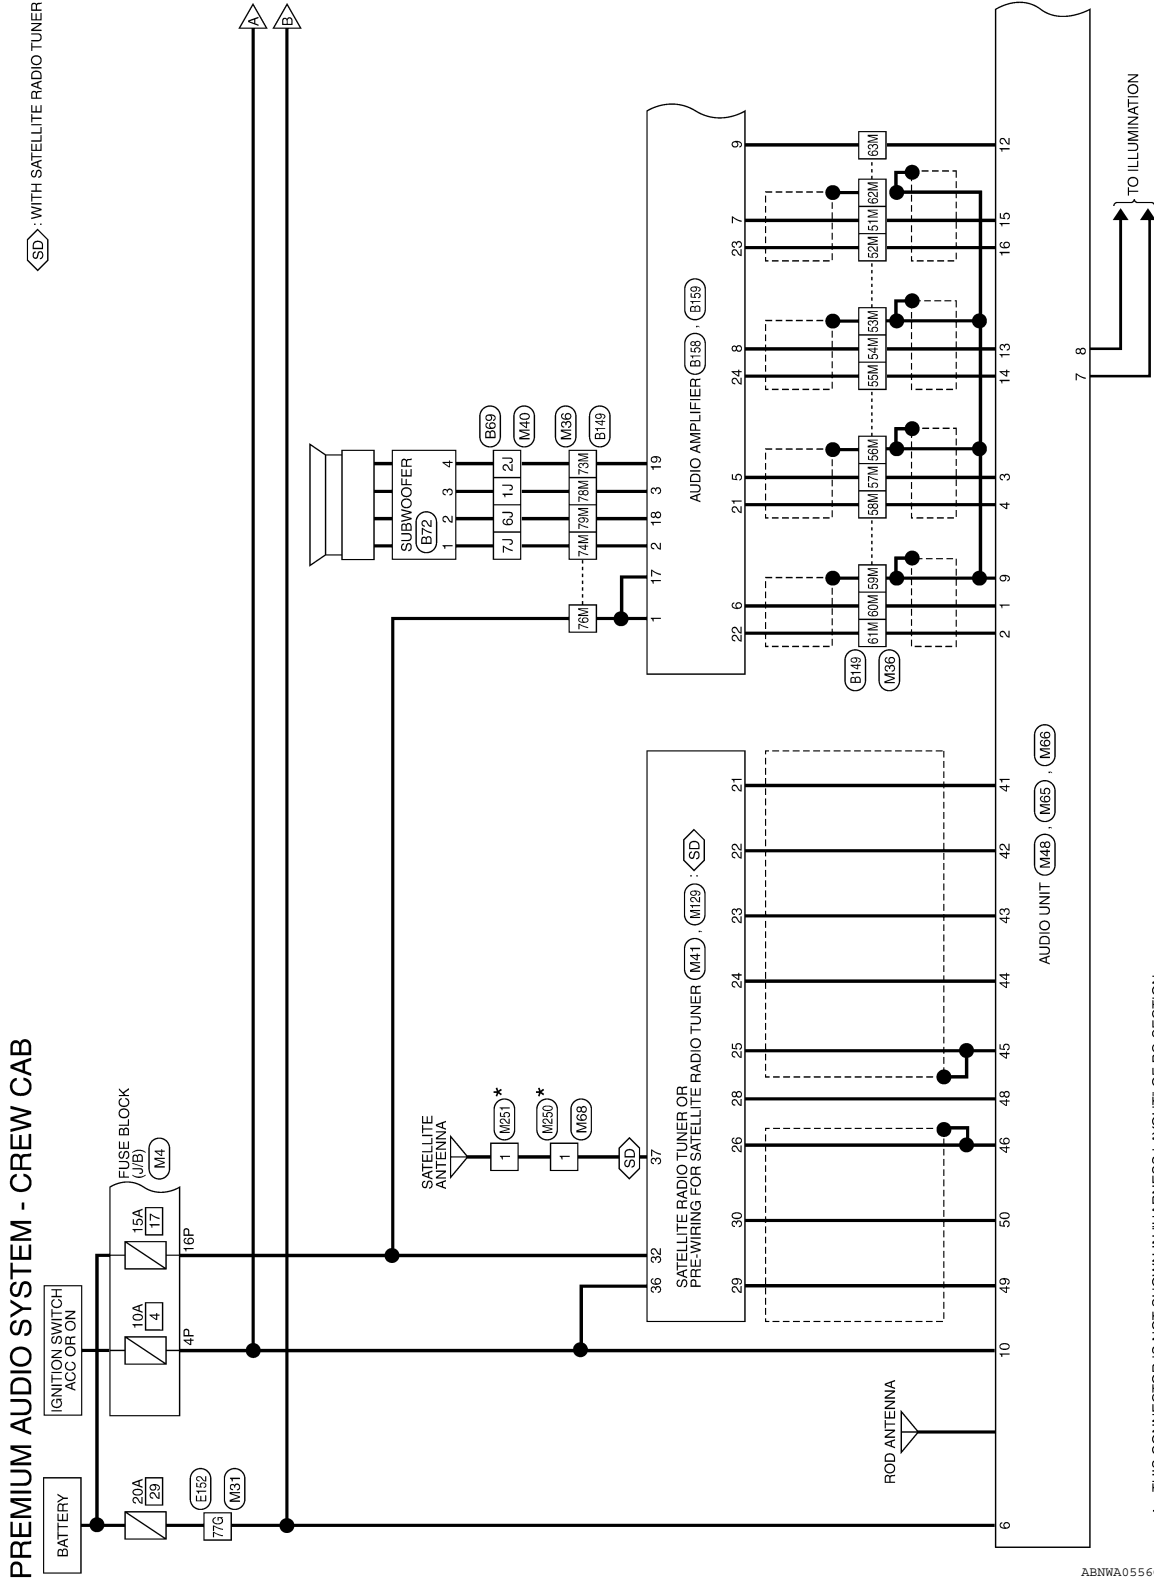 PREMIUM AUDIO SYSTEM - CREW CAB
SD : WITH SATELLITE RADIO TUNER
BATTERY
IGNITION SWITCH
ACC OR ON
FUSE BLOCK
(J/B)
M4
20A
29
10A
4
15A
17
4P
16P
E152
M31
77G
A
B
SATELLITE
ANTENNA
1
M251 *
1
M250 *
M68
SD
SUBWOOFER
B72
1 2 3 4
7J 6J 1J 2J
B69
M40
76M 74M 79M 78M 73M
M36
B149
36 32 37
1 17 2 18 3 19
SATELLITE RADIO TUNER OR
PRE-WIRING FOR SATELLITE RADIO TUNER M41 , M129 : SD
AUDIO AMPLIFIER B158 , B159
29 30 26 28 25 24 23 22 21
22 6 21 5 24 8 23 7 9
B149
M36
61M 60M 59M 58M 57M 56M 55M 54M 53M 52M 51M 62M 63M
ROD ANTENNA
6 10 49 50 46 48 45 44 43 42 41 2 1 9 4 3 14 13 16 15 12
AUDIO UNIT M48 , M65 , M66
7 8
TO ILLUMINATION